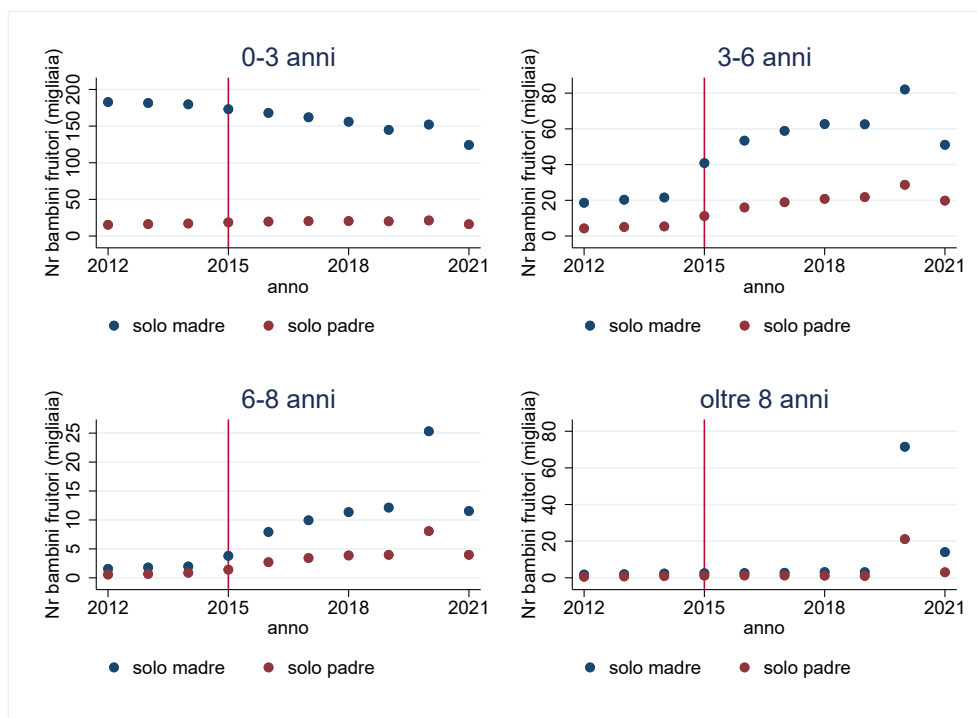 0-3 anni
Nr bambini fruitori (migliaia)
200
150
100
50
0
2012 2015 2018 2021
anno
solo madre solo padre
3-6 anni
Nr bambini fruitori (migliaia)
80
60
40
20
0
2012 2015 2018 2021
anno
solo madre solo padre
6-8 anni
Nr bambini fruitori (migliaia)
25
20
15
10
5
0
2012 2015 2018 2021
anno
solo madre solo padre
oltre 8 anni
Nr bambini fruitori (migliaia)
80
60
40
20
0
2012 2015 2018 2021
anno
solo madre solo padre